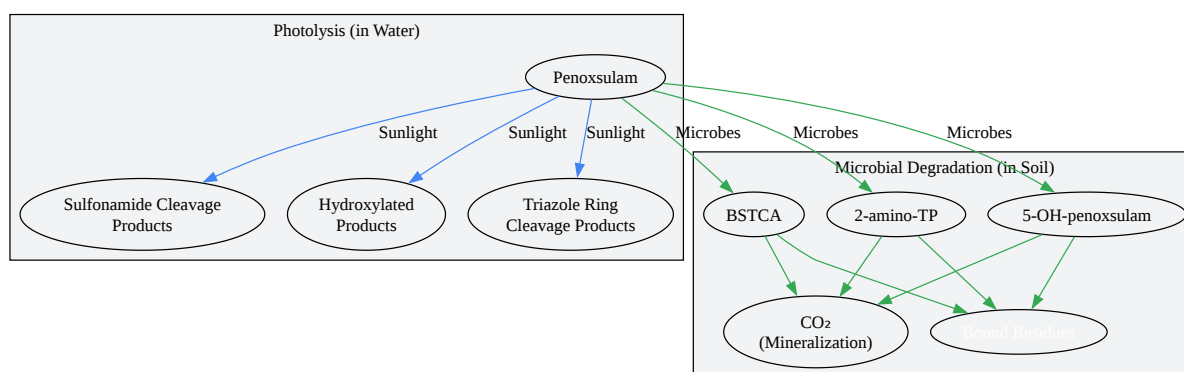 Photolysis (in Water)
Penoxsulam
Sunlight
Sunlight
Sunlight
Microbes
Microbes
Microbes
Microbial Degradation (in Soil)
Sulfonamide Cleavage
Products
Hydroxylated
Products
Triazole Ring
Cleavage Products
BSTCA
2-amino-TP
5-OH-penoxsulam
CO₂
(Mineralization)
Bound Residues